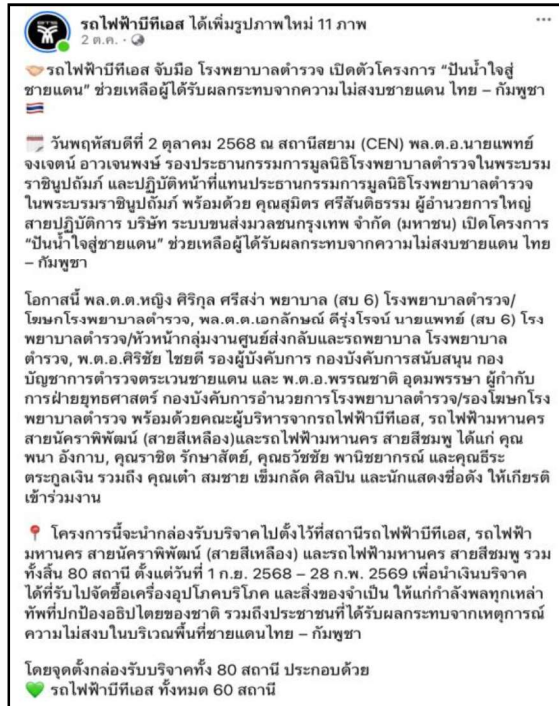 รถไฟฟ้าบีทีเอส ได้เพิ่มรูปภาพใหม่ 11 ภาพ
2 ต.ค.
🤝รถไฟฟ้าบีทีเอส จับมือ โรงพยาบาลตำรวจ เปิดตัวโครงการ “ปันน้ำใจสู่
ชายแดน” ช่วยเหลือผู้ได้รับผลกระทบจากความไม่สงบชายแดน ไทย – กัมพูชา
🇹🇭
🗓️ วันพฤหัสบดีที่ 2 ตุลาคม 2568 ณ สถานีสยาม (CEN) พล.ต.อ.นายแพทย์
จงเจตน์ อาวเจนพงษ์ รองประธานกรรมการมูลนิธิโรงพยาบาลตำรวจในพระบรม
ราชินูปถัมภ์ และปฏิบัติหน้าที่แทนประธานกรรมการมูลนิธิโรงพยาบาลตำรวจ
ในพระบรมราชินูปถัมภ์ พร้อมด้วย คุณสุมิตร ศรีสันติธรรม ผู้อำนวยการใหญ่
สายปฏิบัติการ บริษัท ระบบขนส่งมวลชนกรุงเทพ จำกัด (มหาชน) เปิดโครงการ
“ปันน้ำใจสู่ชายแดน” ช่วยเหลือผู้ได้รับผลกระทบจากความไม่สงบชายแดน ไทย
– กัมพูชา
โอกาสนี้ พล.ต.ต.หญิง ศิริกุล ศรีสง่า พยาบาล (สบ 6) โรงพยาบาลตำรวจ/
โฆษกโรงพยาบาลตำรวจ, พล.ต.ต.เอกลักษณ์ ดีรุ่งโรจน์ นายแพทย์ (สบ 6) โรง
พยาบาลตำรวจ/หัวหน้ากลุ่มงานศูนย์ส่งกลับและรถพยาบาล โรงพยาบาล
ตำรวจ, พ.ต.อ.ศิริชัย ไชยดี รองผู้บังคับการ กองบังคับการสนับสนุน กอง
บัญชาการตำรวจตระเวนชายแดน และ พ.ต.อ.พรรณชาติ อุดมพรรษา ผู้กำกับ
การฝ่ายยุทธศาสตร์ กองบังคับการอำนวยการโรงพยาบาลตำรวจ/รองโฆษกโรง
พยาบาลตำรวจ พร้อมด้วยคณะผู้บริหารจากรถไฟฟ้าบีทีเอส, รถไฟฟ้ามหานคร
สายนัคราพิพัฒน์ (สายสีเหลือง)และรถไฟฟ้ามหานคร สายสีชมพู ได้แก่ คุณ
พนา อังกาบ, คุณราชิต รักษาสัตย์, คุณธวัชชัย พานิชยากรณ์ และคุณธีระ
ตระกูลเงิน รวมถึง คุณเต๋า สมชาย เข็มกลัด ศิลปิน และนักแสดงชื่อดัง ให้เกียรติ
เข้าร่วมงาน
📍 โครงการนี้จะนำกล่องรับบริจาคไปตั้งไว้ที่สถานีรถไฟฟ้าบีทีเอส, รถไฟฟ้า
มหานคร สายนัคราพิพัฒน์ (สายสีเหลือง) และรถไฟฟ้ามหานคร สายสีชมพู รวม
ทั้งสิ้น 80 สถานี ตั้งแต่วันที่ 1 ก.ย. 2568 – 28 ก.พ. 2569 เพื่อนำเงินบริจาค
ได้ที่รับไปจัดซื้อเครื่องอุปโภคบริโภค และสิ่งของจำเป็น ให้แก่กำลังพลทุกเหล่า
ทัพที่ปกป้องอธิปไตยของชาติ รวมถึงประชาชนที่ได้รับผลกระทบจากเหตุการณ์
ความไม่สงบในบริเวณพื้นที่ชายแดนไทย – กัมพูชา
โดยจุดตั้งกล่องรับบริจาคทั้ง 80 สถานี ประกอบด้วย
💚 รถไฟฟ้าบีทีเอส ทั้งหมด 60 สถานี